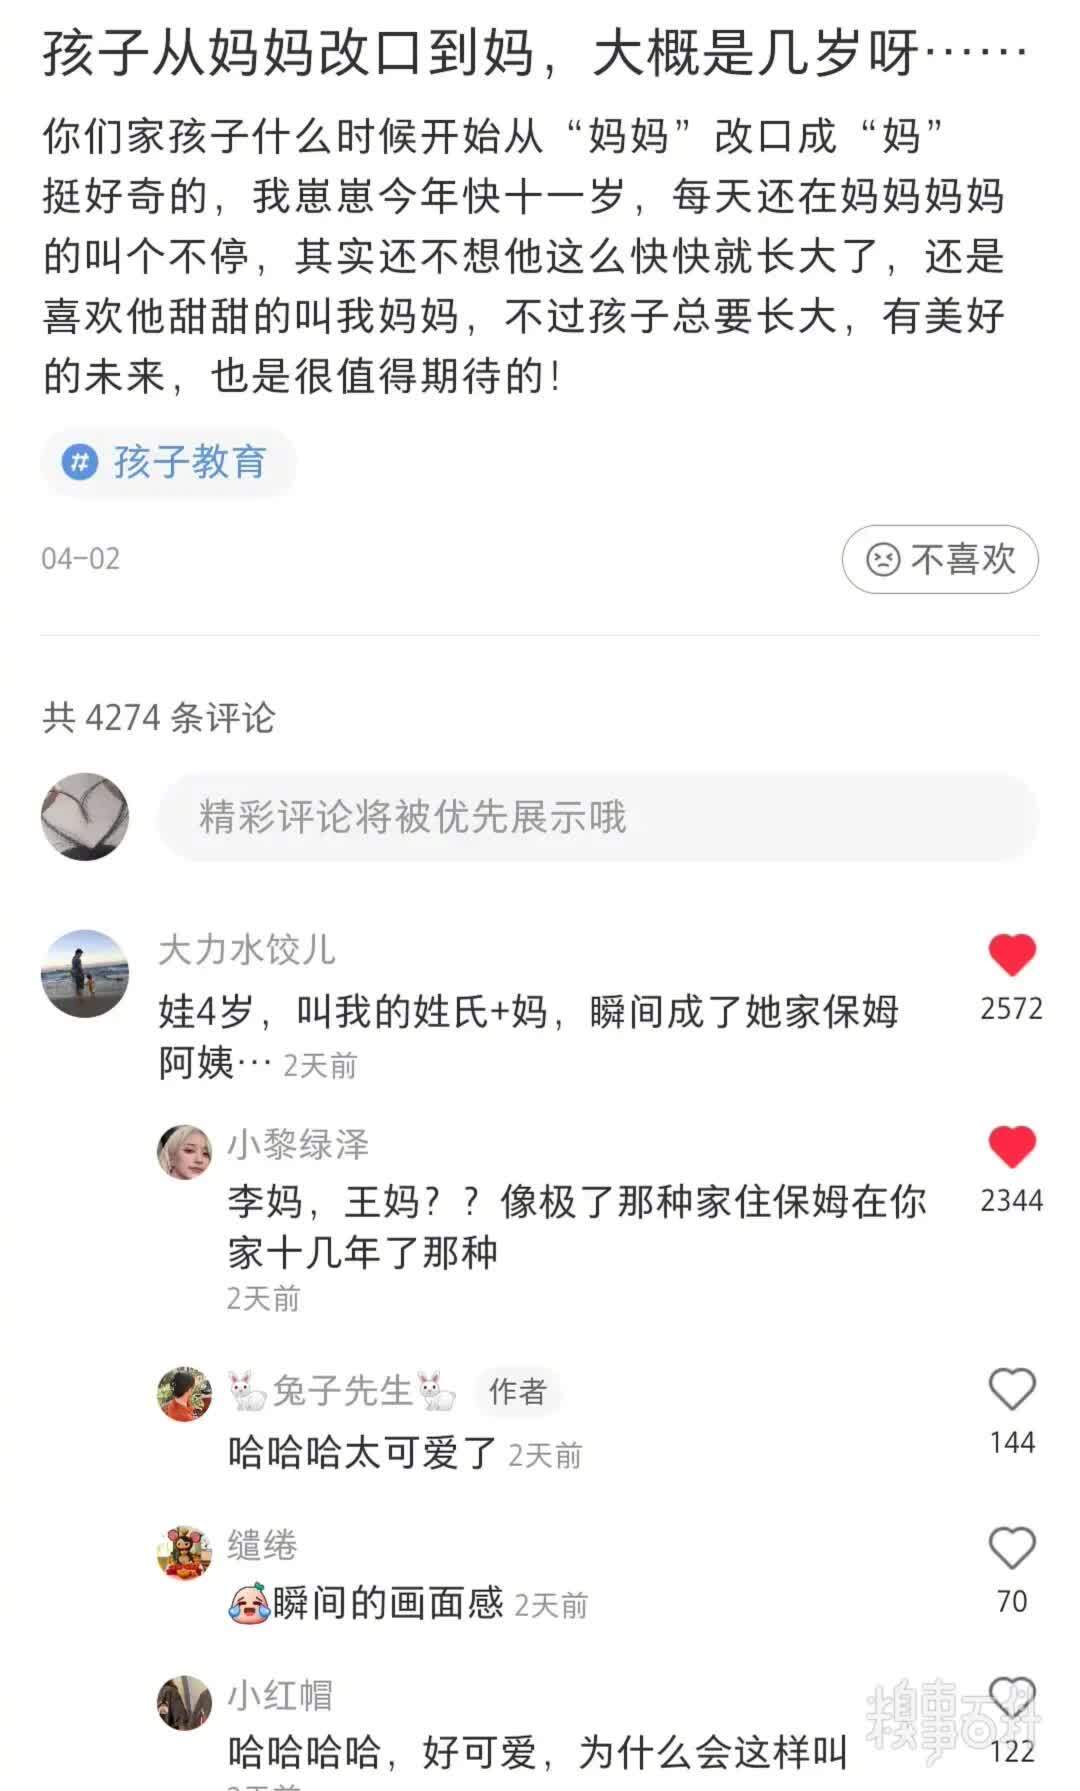 孩子从妈妈改口到妈，大概是几岁呀……
你们家孩子什么时候开始从“妈妈”改口成“妈”
挺好奇的，我崽崽今年快十一岁，每天还在妈妈妈妈
的叫个不停，其实还不想他这么快快就长大了，还是
喜欢他甜甜的叫我妈妈，不过孩子总要长大，有美好
的未来，也是很值得期待的！
# 孩子教育
04-02
不喜欢
共 4274 条评论
精彩评论将被优先展示哦
大力水饺儿
娃4岁，叫我的姓氏+妈，瞬间成了她家保姆
阿姨… 2天前
2572
小黎绿泽
李妈，王妈？？像极了那种家住保姆在你
家十几年了那种
2天前
2344
兔子先生 作者
哈哈哈太可爱了 2天前
144
缱绻
瞬间的画面感 2天前
70
小红帽
哈哈哈哈，好可爱，为什么会这样叫
2天前
122
糗事百科